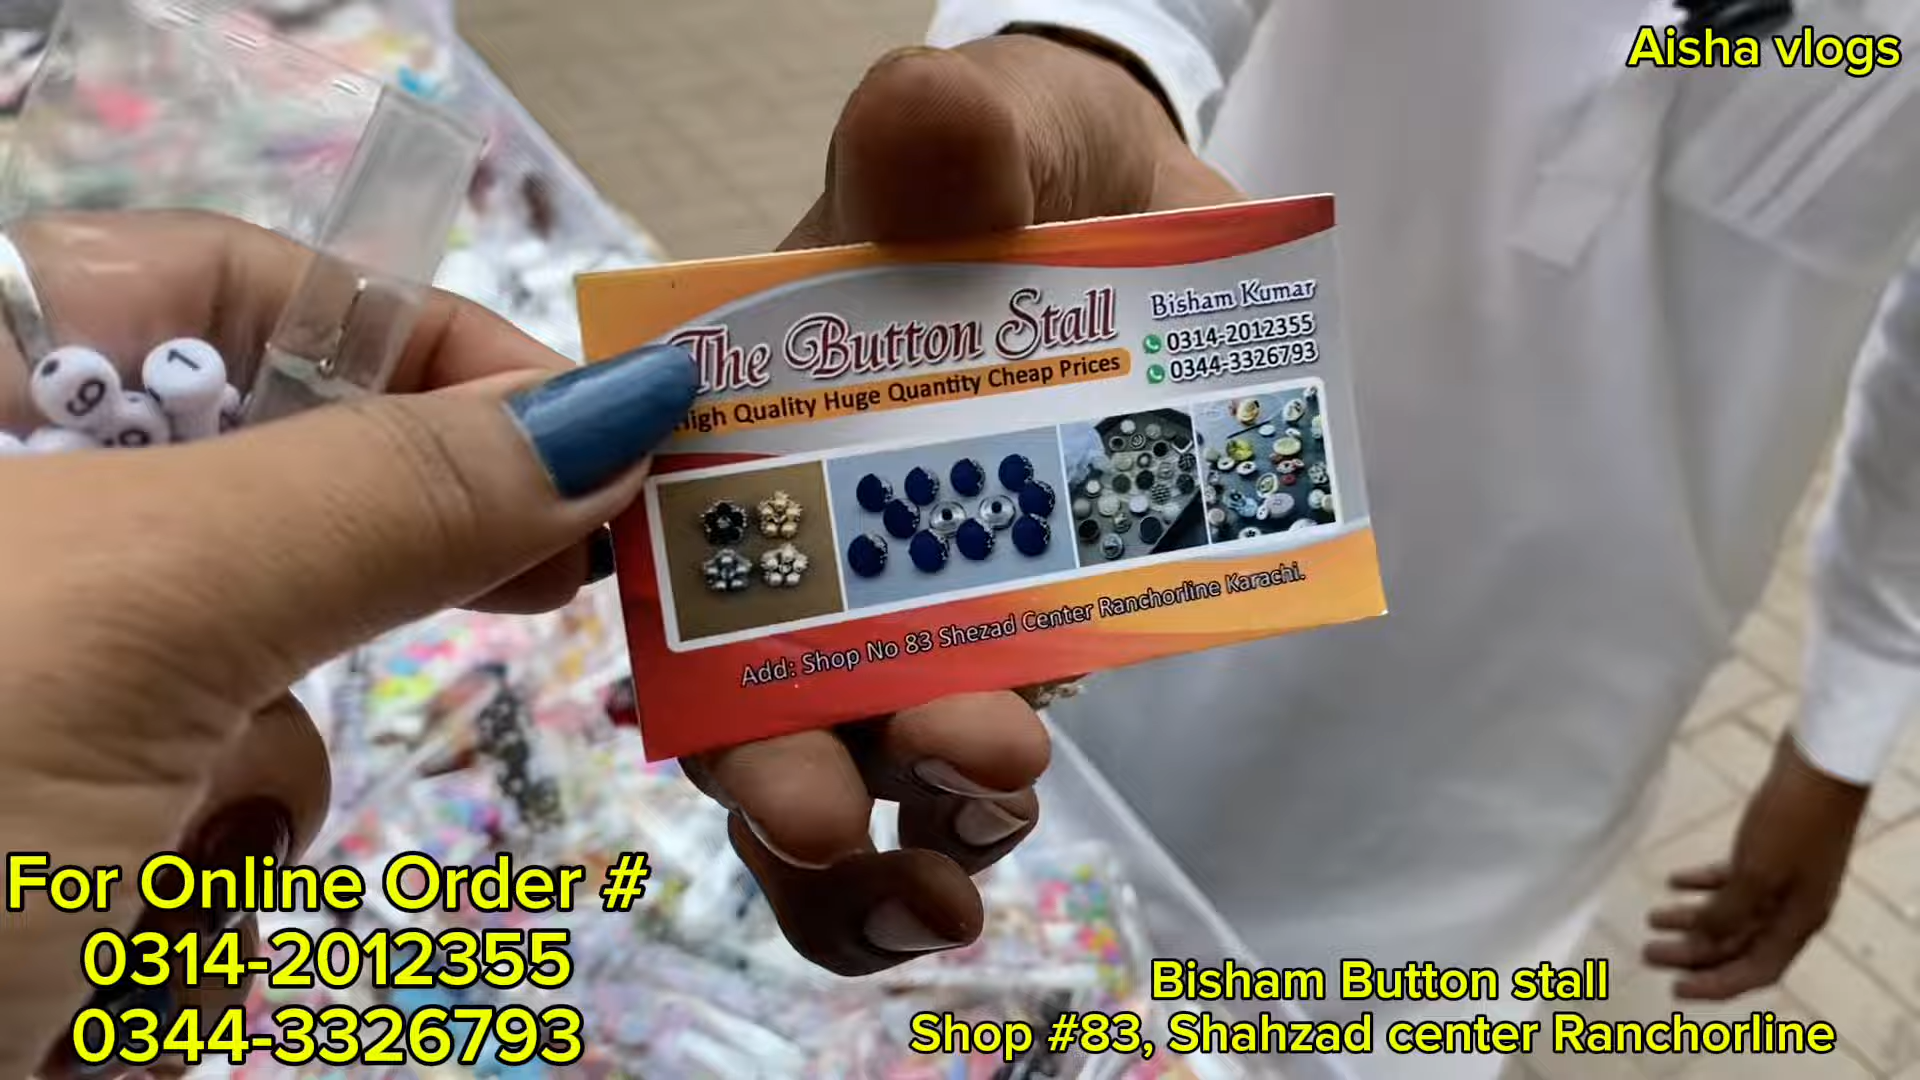 Aisha vlogs
The Button Stall
High Quality Huge Quantity Cheap Prices
Bisham Kumar
0314-2012355
0344-3326793
Add: Shop No 83 Shezad Center Ranchorline Karachi.
9
1
For Online Order #
0314-2012355
0344-3326793
Bisham Button stall
Shop #83, Shahzad center Ranchorline